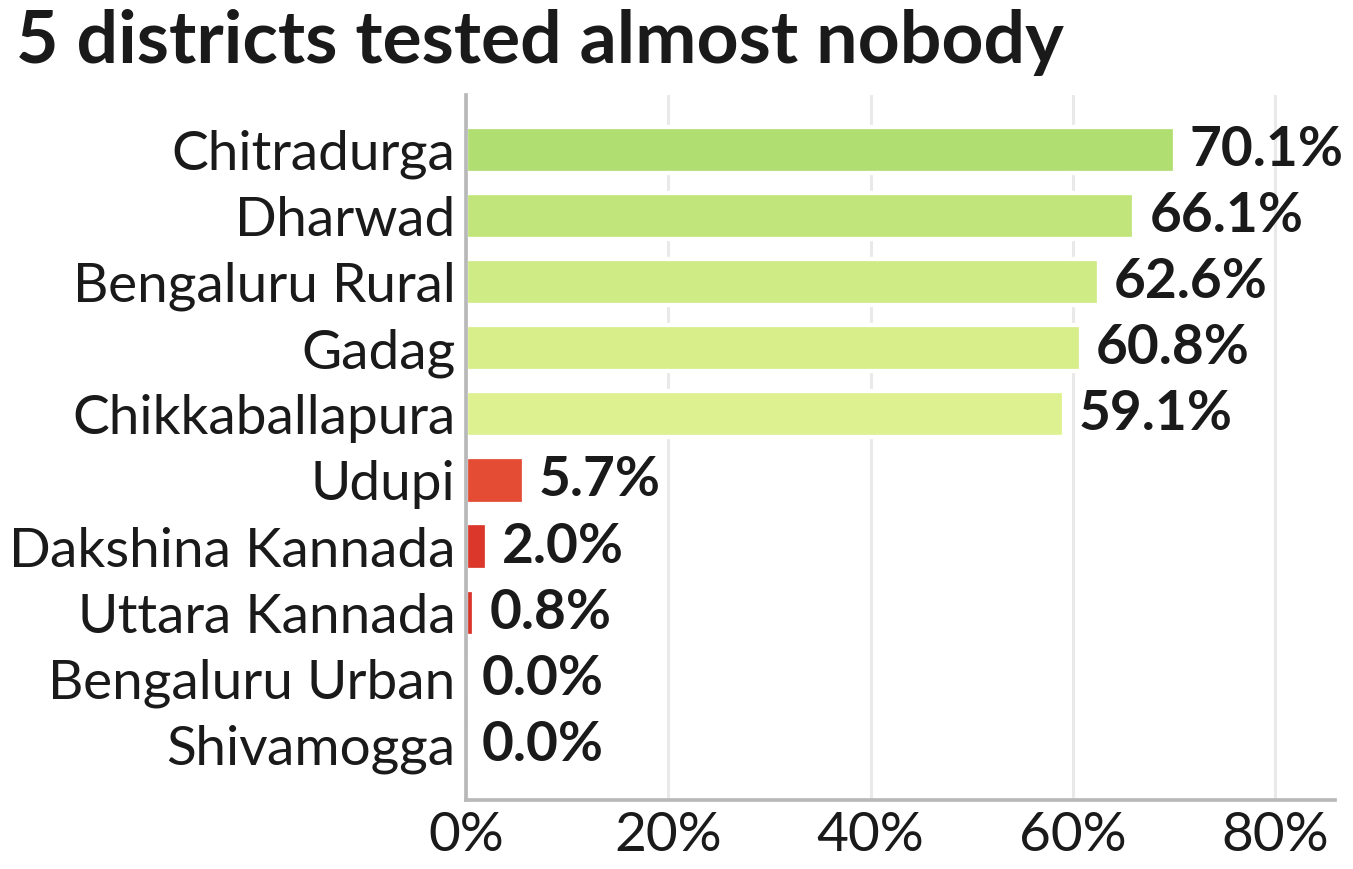 5 districts tested almost nobody
Chitradurga 70.1%
Dharwad 66.1%
Bengaluru Rural 62.6%
Gadag 60.8%
Chikkaballapura 59.1%
Udupi 5.7%
Dakshina Kannada 2.0%
Uttara Kannada 0.8%
Bengaluru Urban 0.0%
Shivamogga 0.0%
0% 20% 40% 60% 80%